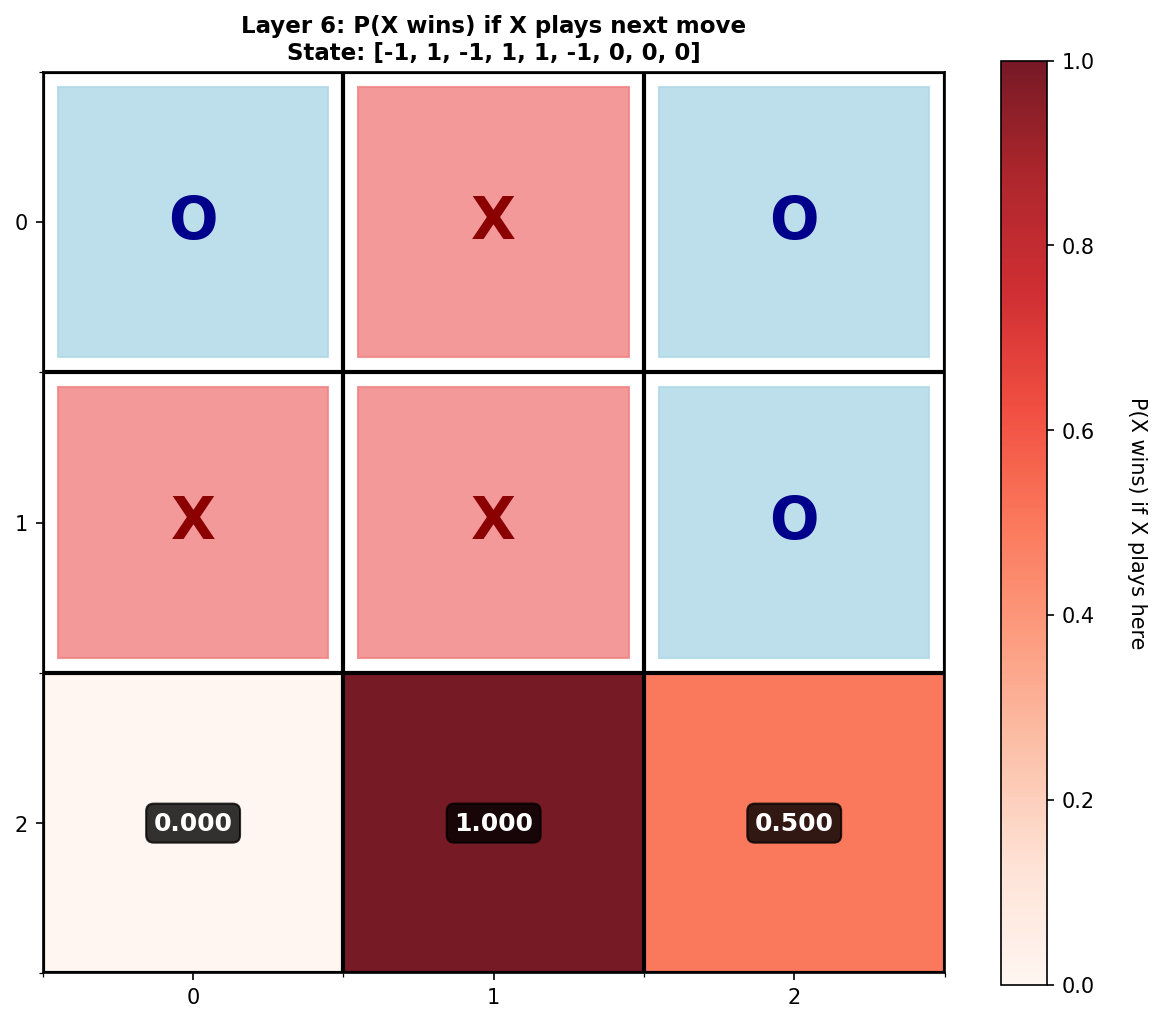 Layer 6: P(X wins) if X plays next move
State: [-1, 1, -1, 1, 1, -1, 0, 0, 0]
O X O
X X O
0.000 1.000 0.500
0
1
2
0 1 2
1.0
0.8
0.6
0.4
0.2
0.0
P(X wins) if X plays here